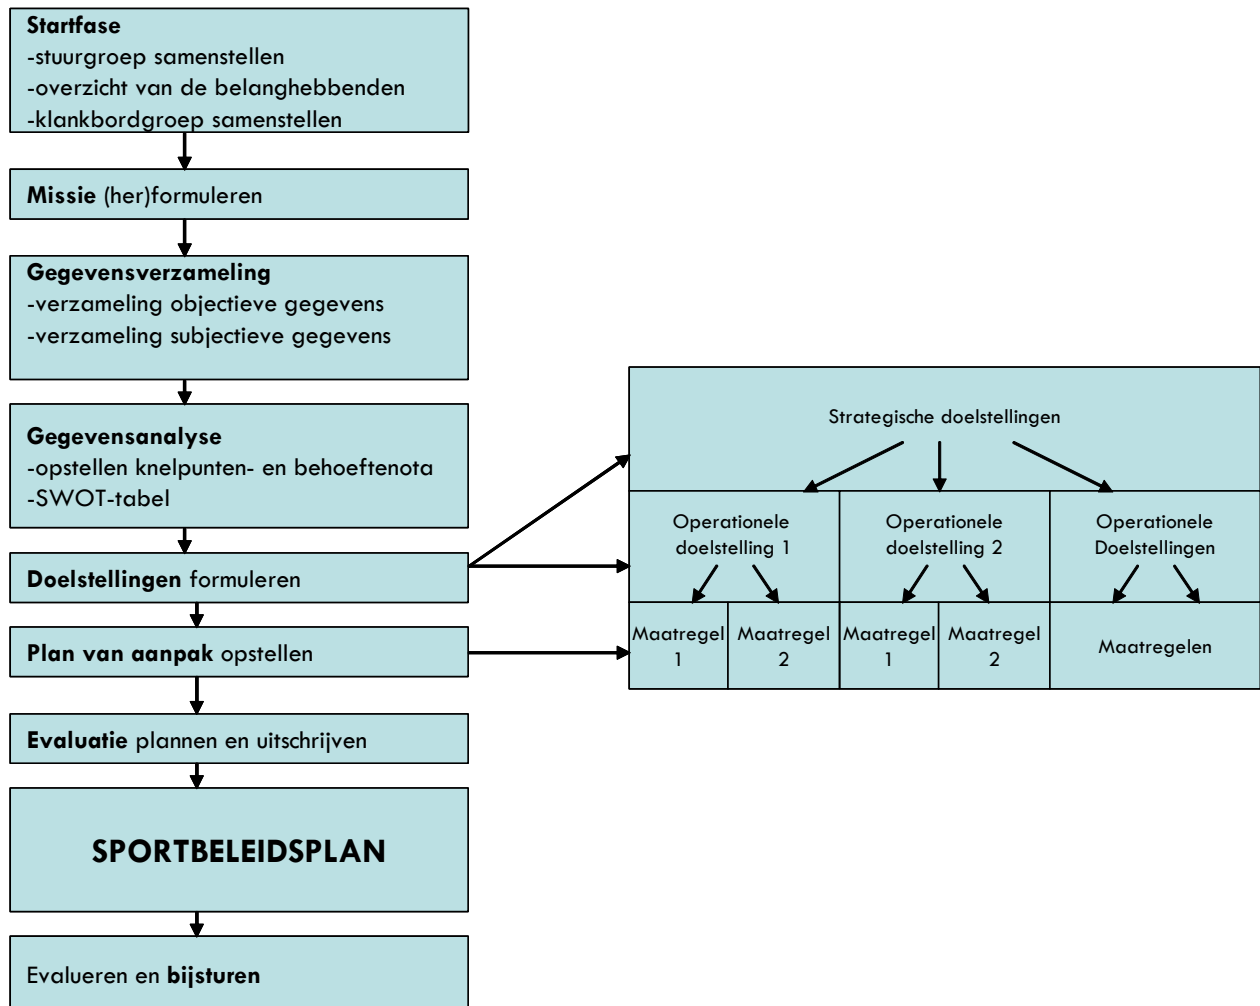 Startfase
-stuurgroep samenstellen
-overzicht van de belanghebbenden
-klankbordgroep samenstellen
Missie (her)formuleren
Gegevensverzameling
-verzameling objectieve gegevens
-verzameling subjectieve gegevens
Gegevensanalyse
-opstellen knelpunten- en behoeftenota
-SWOT-tabel
Doelstellingen formuleren
Plan van aanpak opstellen
Evaluatie plannen en uitschrijven
SPORTBELEIDSPLAN
Evalueren en bijsturen
Strategische doelstellingen
Operationele
doelstelling 1
Operationele
doelstelling 2
Operationele
Doelstellingen
Maatregel
1
Maatregel
2
Maatregel
1
Maatregel
2
Maatregelen